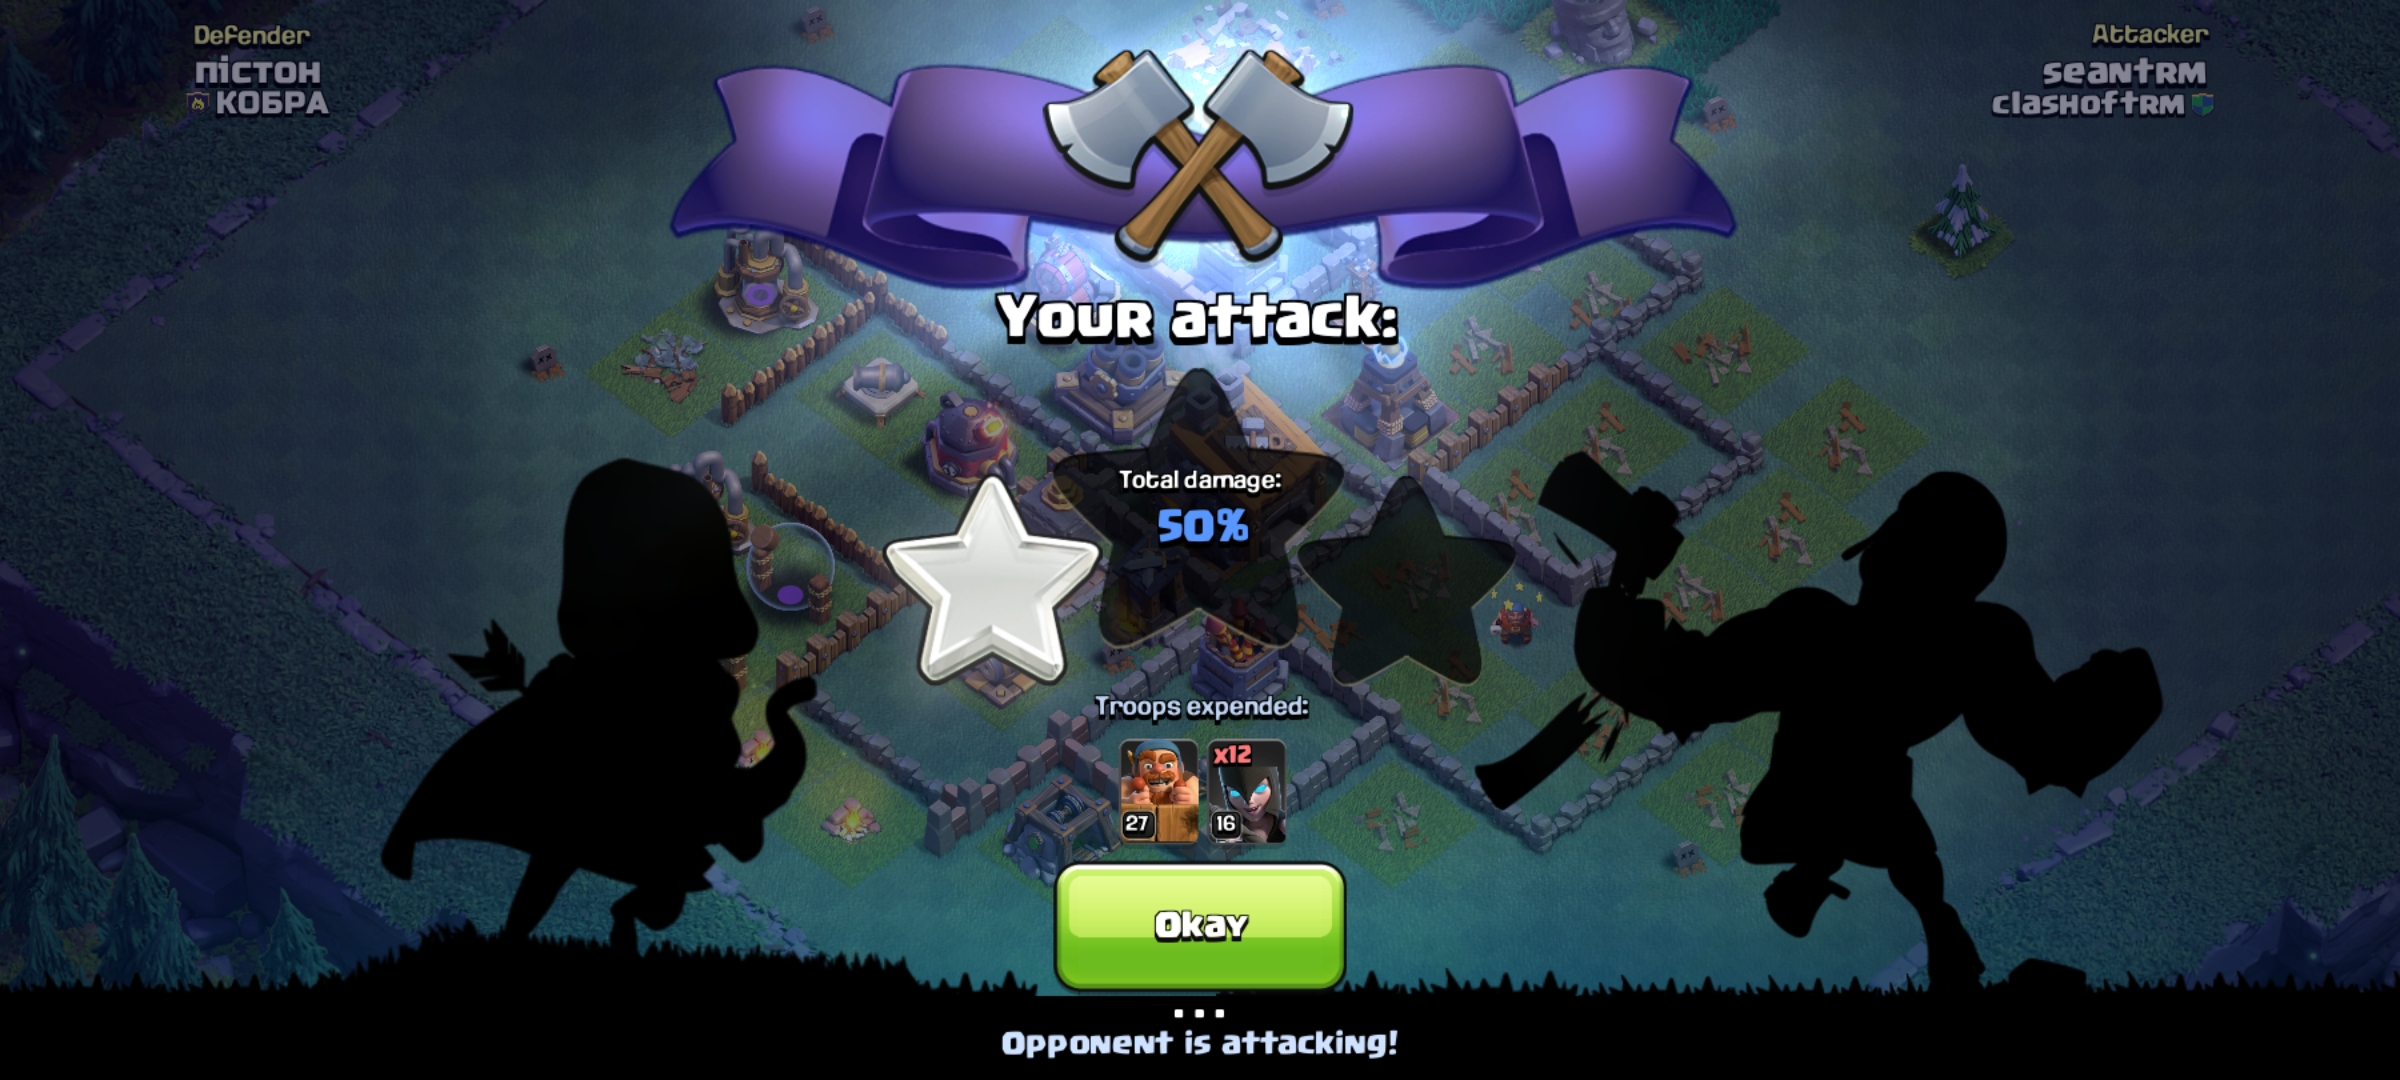 Defender
піСТОН
КОБРА
Attacker
seantRM
clashoftRM
Your attack:
Total damage:
50%
Troops expended:
x12
27
16
Okay
Opponent is attacking!